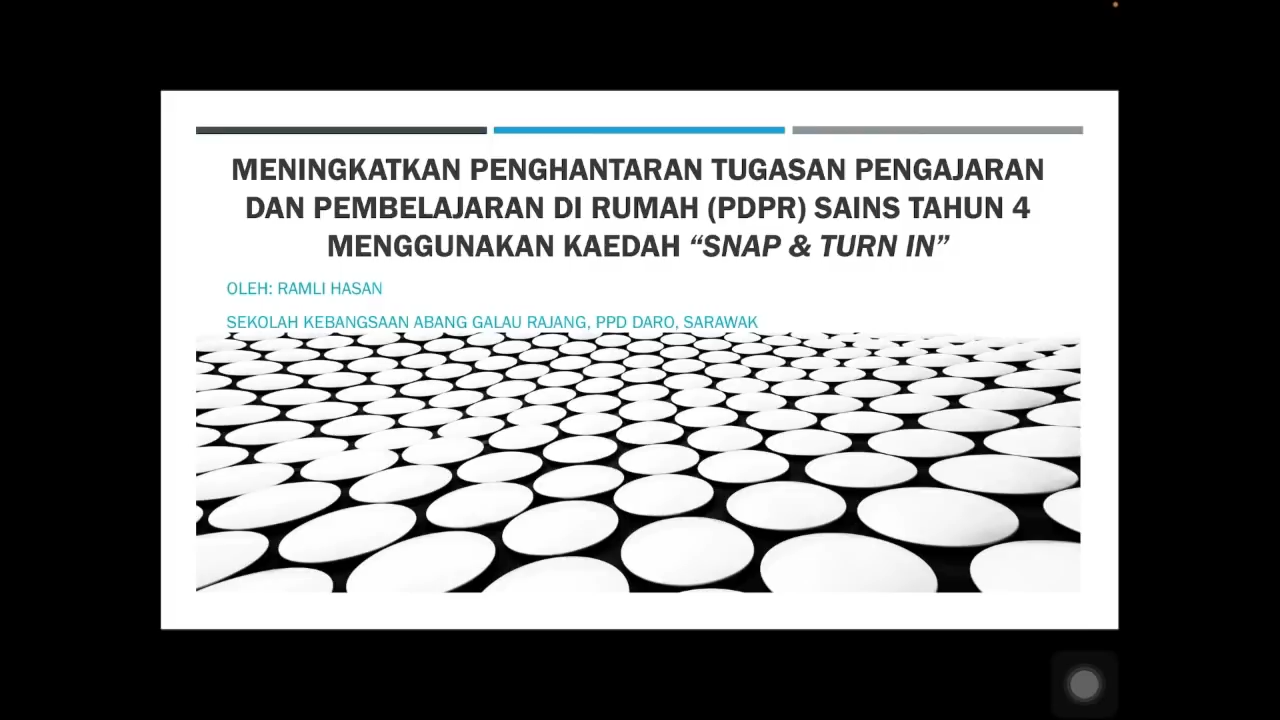 MENINGKATKAN PENGHANTARAN TUGASAN PENGAJARAN
DAN PEMBELAJARAN DI RUMAH (PDPR) SAINS TAHUN 4
MENGGUNAKAN KAEDAH “SNAP & TURN IN”
OLEH: RAMLI HASAN
SEKOLAH KEBANGSAAN ABANG GALAU RAJANG, PPD DARO, SARAWAK